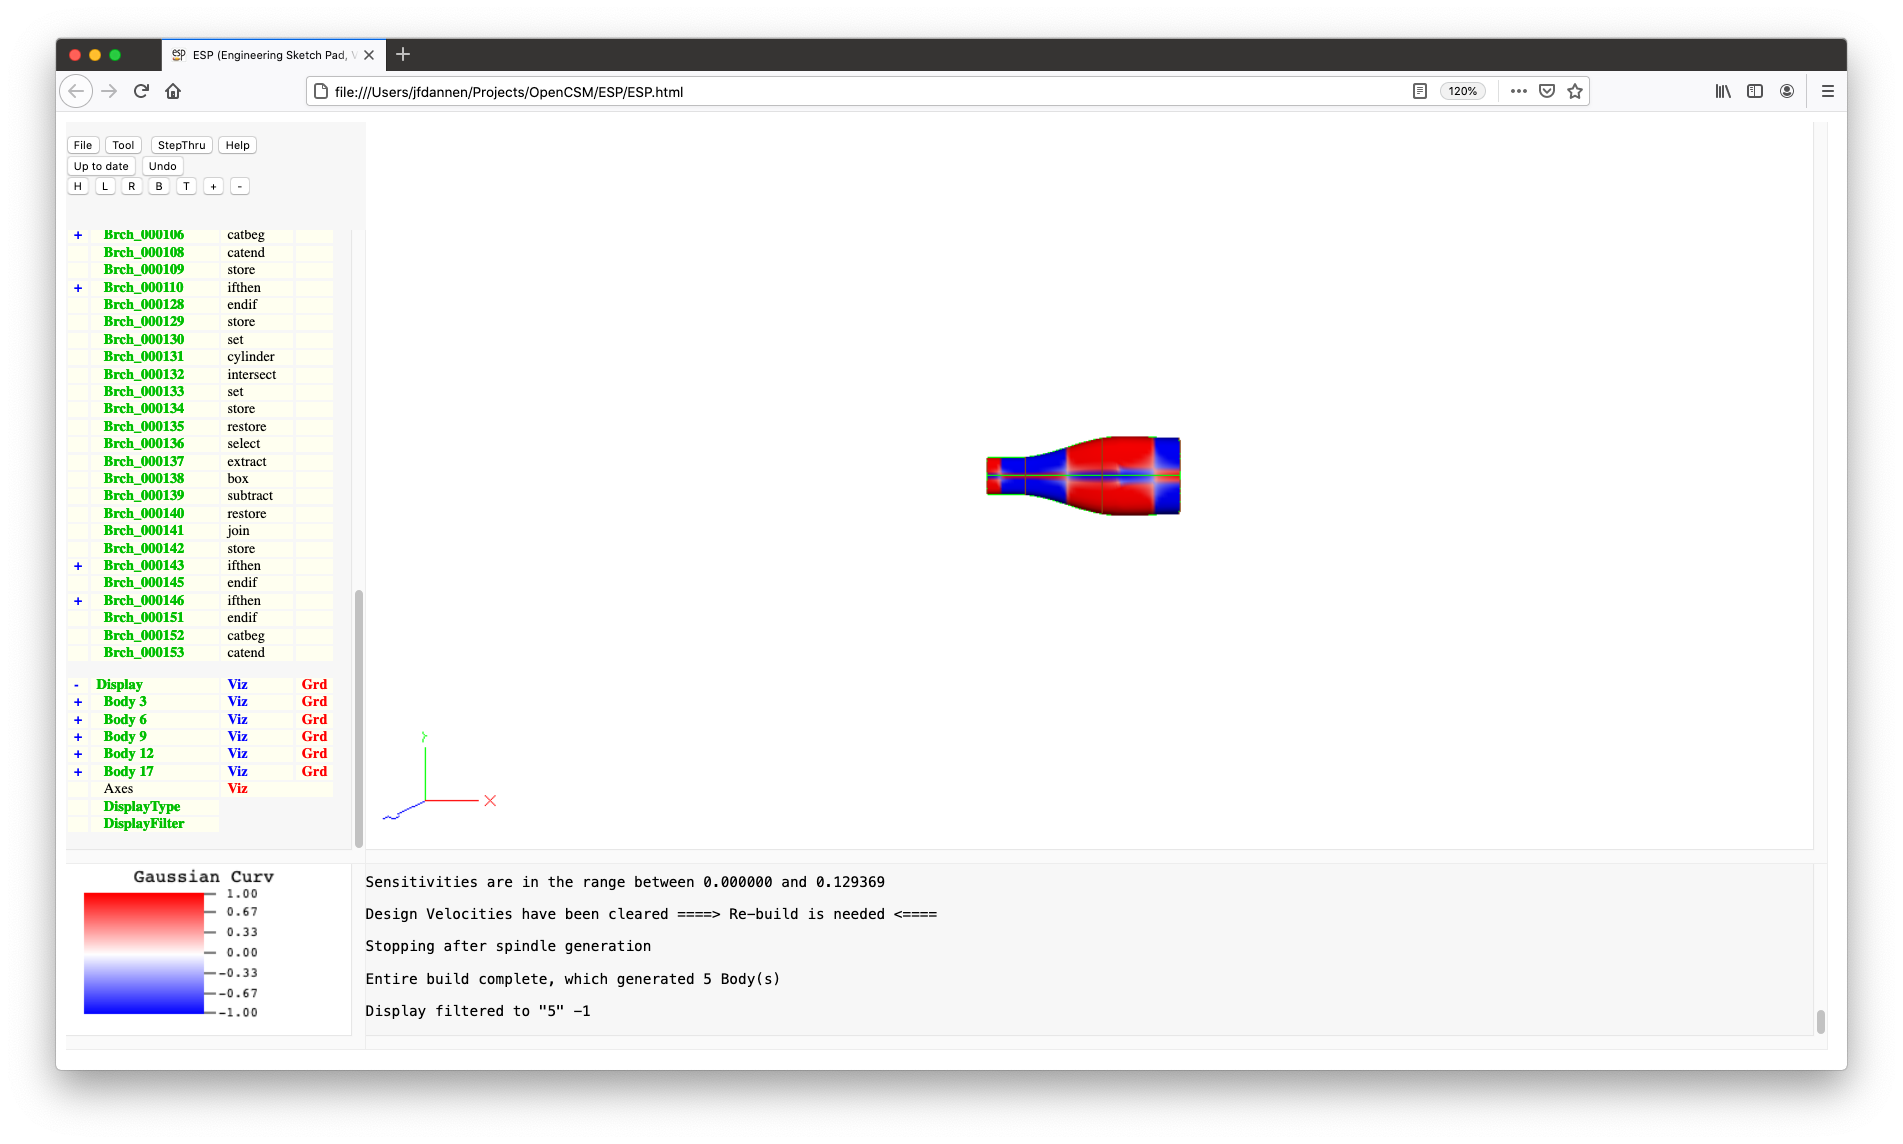 esp ESP (Engineering Sketch Pad, V
file:///Users/jfdannen/Projects/OpenCSM/ESP/ESP.html 120%
File Tool StepThru Help
Up to date Undo
H L R B T + -
+ Brch_000106 catbeg
Brch_000108 catend
Brch_000109 store
+ Brch_000110 ifthen
Brch_000128 endif
Brch_000129 store
Brch_000130 set
Brch_000131 cylinder
Brch_000132 intersect
Brch_000133 set
Brch_000134 store
Brch_000135 restore
Brch_000136 select
Brch_000137 extract
Brch_000138 box
Brch_000139 subtract
Brch_000140 restore
Brch_000141 join
Brch_000142 store
+ Brch_000143 ifthen
Brch_000145 endif
+ Brch_000146 ifthen
Brch_000151 endif
Brch_000152 catbeg
Brch_000153 catend
- Display Viz Grd
+ Body 3 Viz Grd
+ Body 6 Viz Grd
+ Body 9 Viz Grd
+ Body 12 Viz Grd
+ Body 17 Viz Grd
Axes Viz
DisplayType
DisplayFilter
Y
X
Z
Gaussian Curv
1.00
0.67
0.33
0.00
-0.33
-0.67
-1.00
Sensitivities are in the range between 0.000000 and 0.129369
Design Velocities have been cleared ====> Re-build is needed <====
Stopping after spindle generation
Entire build complete, which generated 5 Body(s)
Display filtered to "5" -1